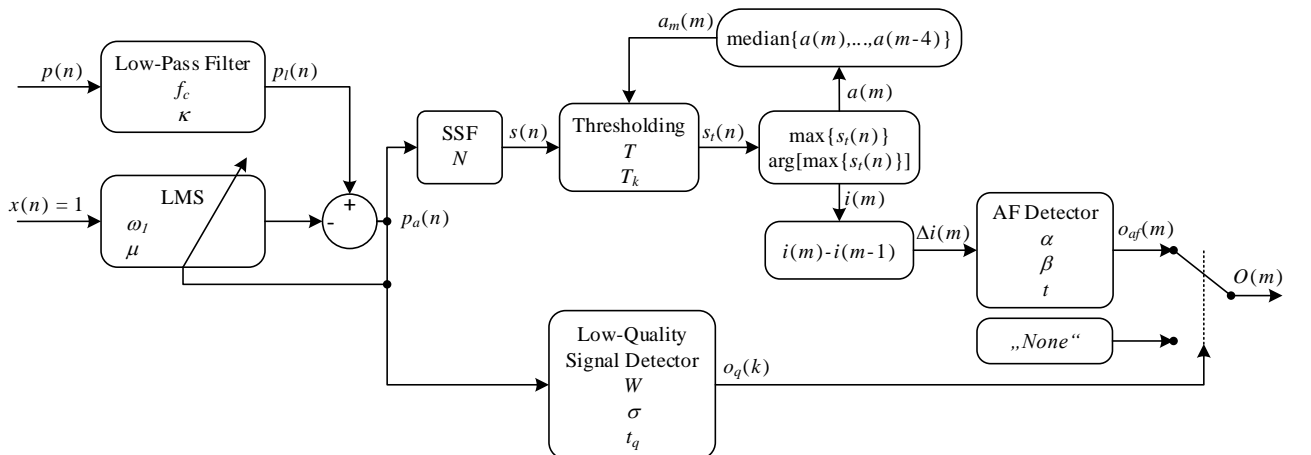 a_m(m)
median{a(m),...,a(m-4)}
p(n)
Low-Pass Filter
f_c
κ
p_l(n)
a(m)
SSF
N
s(n)
Thresholding
T
T_k
s_t(n)
max{s_t(n)}
arg[max{s_t(n)}]
x(n) = 1
LMS
ω_1
μ
-
+
p_a(n)
i(m)
i(m)-i(m-1)
Δi(m)
AF Detector
α
β
t
o_af(m)
O(m)
„None“
Low-Quality
Signal Detector
W
σ
t_q
o_q(k)